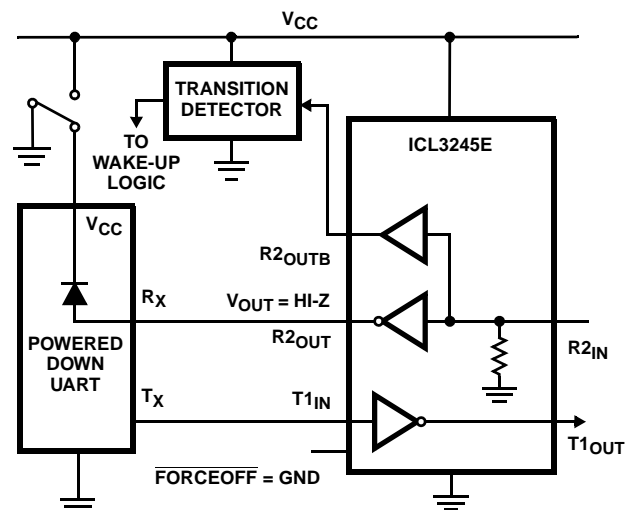 VCC
TRANSITION
DETECTOR
TO
WAKE-UP
LOGIC
ICL3245E
VCC
R2OUTB
RX
VOUT = HI-Z
R2OUT
POWERED
DOWN
UART
R2IN
TX
T1IN
T1OUT
FORCEOFF = GND